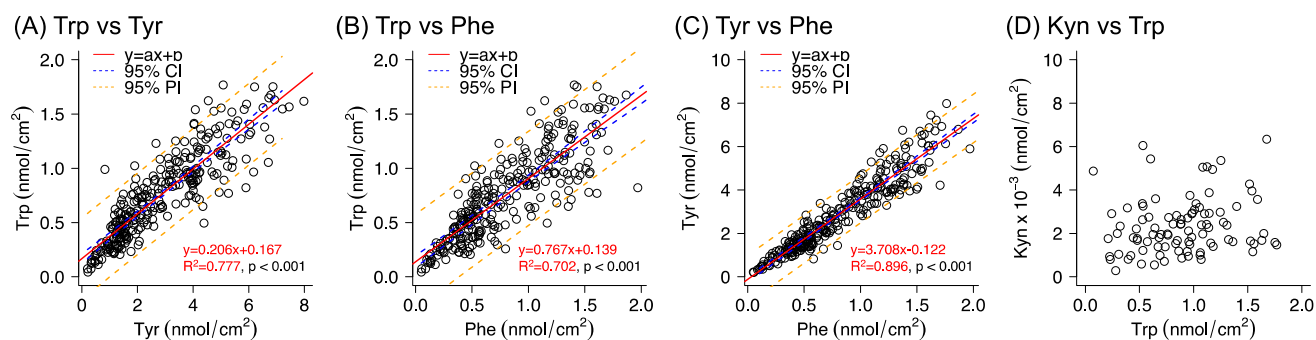 (A) Trp vs Tyr
y=ax+b
95% CI
95% PI
2.0
1.5
1.0
0.5
0.0
Trp (nmol/cm²)
y=0.206x+0.167
R²=0.777, p < 0.001
0 2 4 6 8
Tyr (nmol/cm²)
(B) Trp vs Phe
y=ax+b
95% CI
95% PI
2.0
1.5
1.0
0.5
0.0
Trp (nmol/cm²)
y=0.767x+0.139
R²=0.702, p < 0.001
0.0 0.5 1.0 1.5 2.0
Phe (nmol/cm²)
(C) Tyr vs Phe
y=ax+b
95% CI
95% PI
10
8
6
4
2
0
Tyr (nmol/cm²)
y=3.708x-0.122
R²=0.896, p < 0.001
0.0 0.5 1.0 1.5 2.0
Phe (nmol/cm²)
(D) Kyn vs Trp
10
8
6
4
2
0
Kyn x 10⁻³ (nmol/cm²)
0.0 0.5 1.0 1.5 2.0
Trp (nmol/cm²)